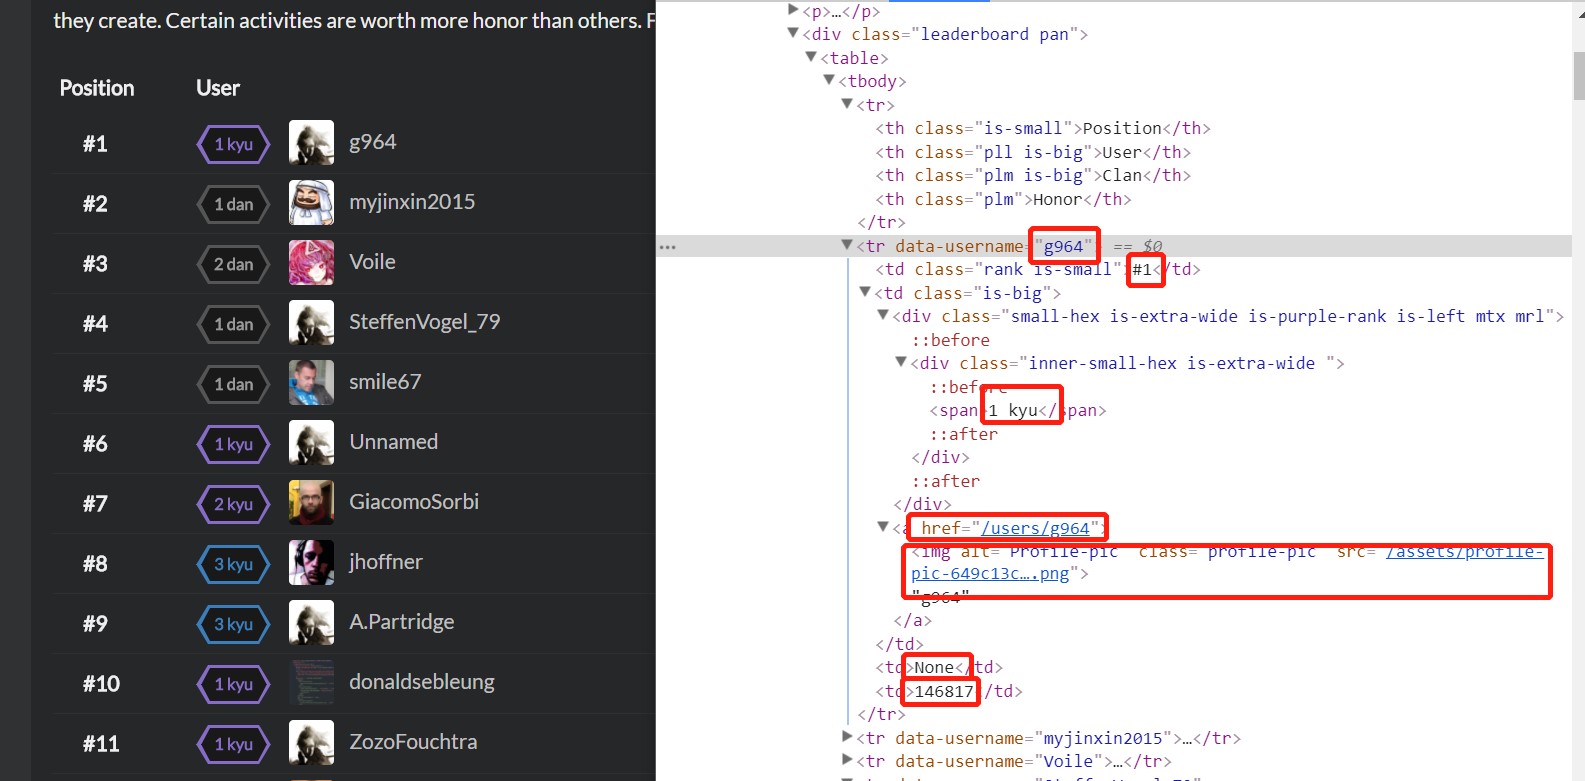 they create. Certain activities are worth more honor than others. F
Position User
#1 1 kyu g964
#2 1 dan myjinxin2015
#3 2 dan Voile
#4 1 dan SteffenVogel_79
#5 1 dan smile67
#6 1 kyu Unnamed
#7 2 kyu GiacomoSorbi
#8 3 kyu jhoffner
#9 3 kyu A.Partridge
#10 1 kyu donaldsebleung
#11 1 kyu ZozoFouchtra
▶<p>…</p>
▼<div class="leaderboard pan">
▼<table>
▼<tbody>
▼<tr>
<th class="is-small">Position</th>
<th class="pll is-big">User</th>
<th class="plm is-big">Clan</th>
<th class="plm">Honor</th>
</tr>
… ▼<tr data-username="g964"> == $0
<td class="rank is-small">#1</td>
▼<td class="is-big">
▼<div class="small-hex is-extra-wide is-purple-rank is-left mtx mrl">
::before
▼<div class="inner-small-hex is-extra-wide ">
::before
<span>1 kyu</span>
::after
</div>
::after
</div>
▼<a href="/users/g964">
<img alt="Profile-pic" class="profile-pic" src="/assets/profile-
pic-649c13c….png">
"g964"
</a>
</td>
<td>None</td>
<td>146817</td>
</tr>
▶<tr data-username="myjinxin2015">…</tr>
▶<tr data-username="Voile">…</tr>